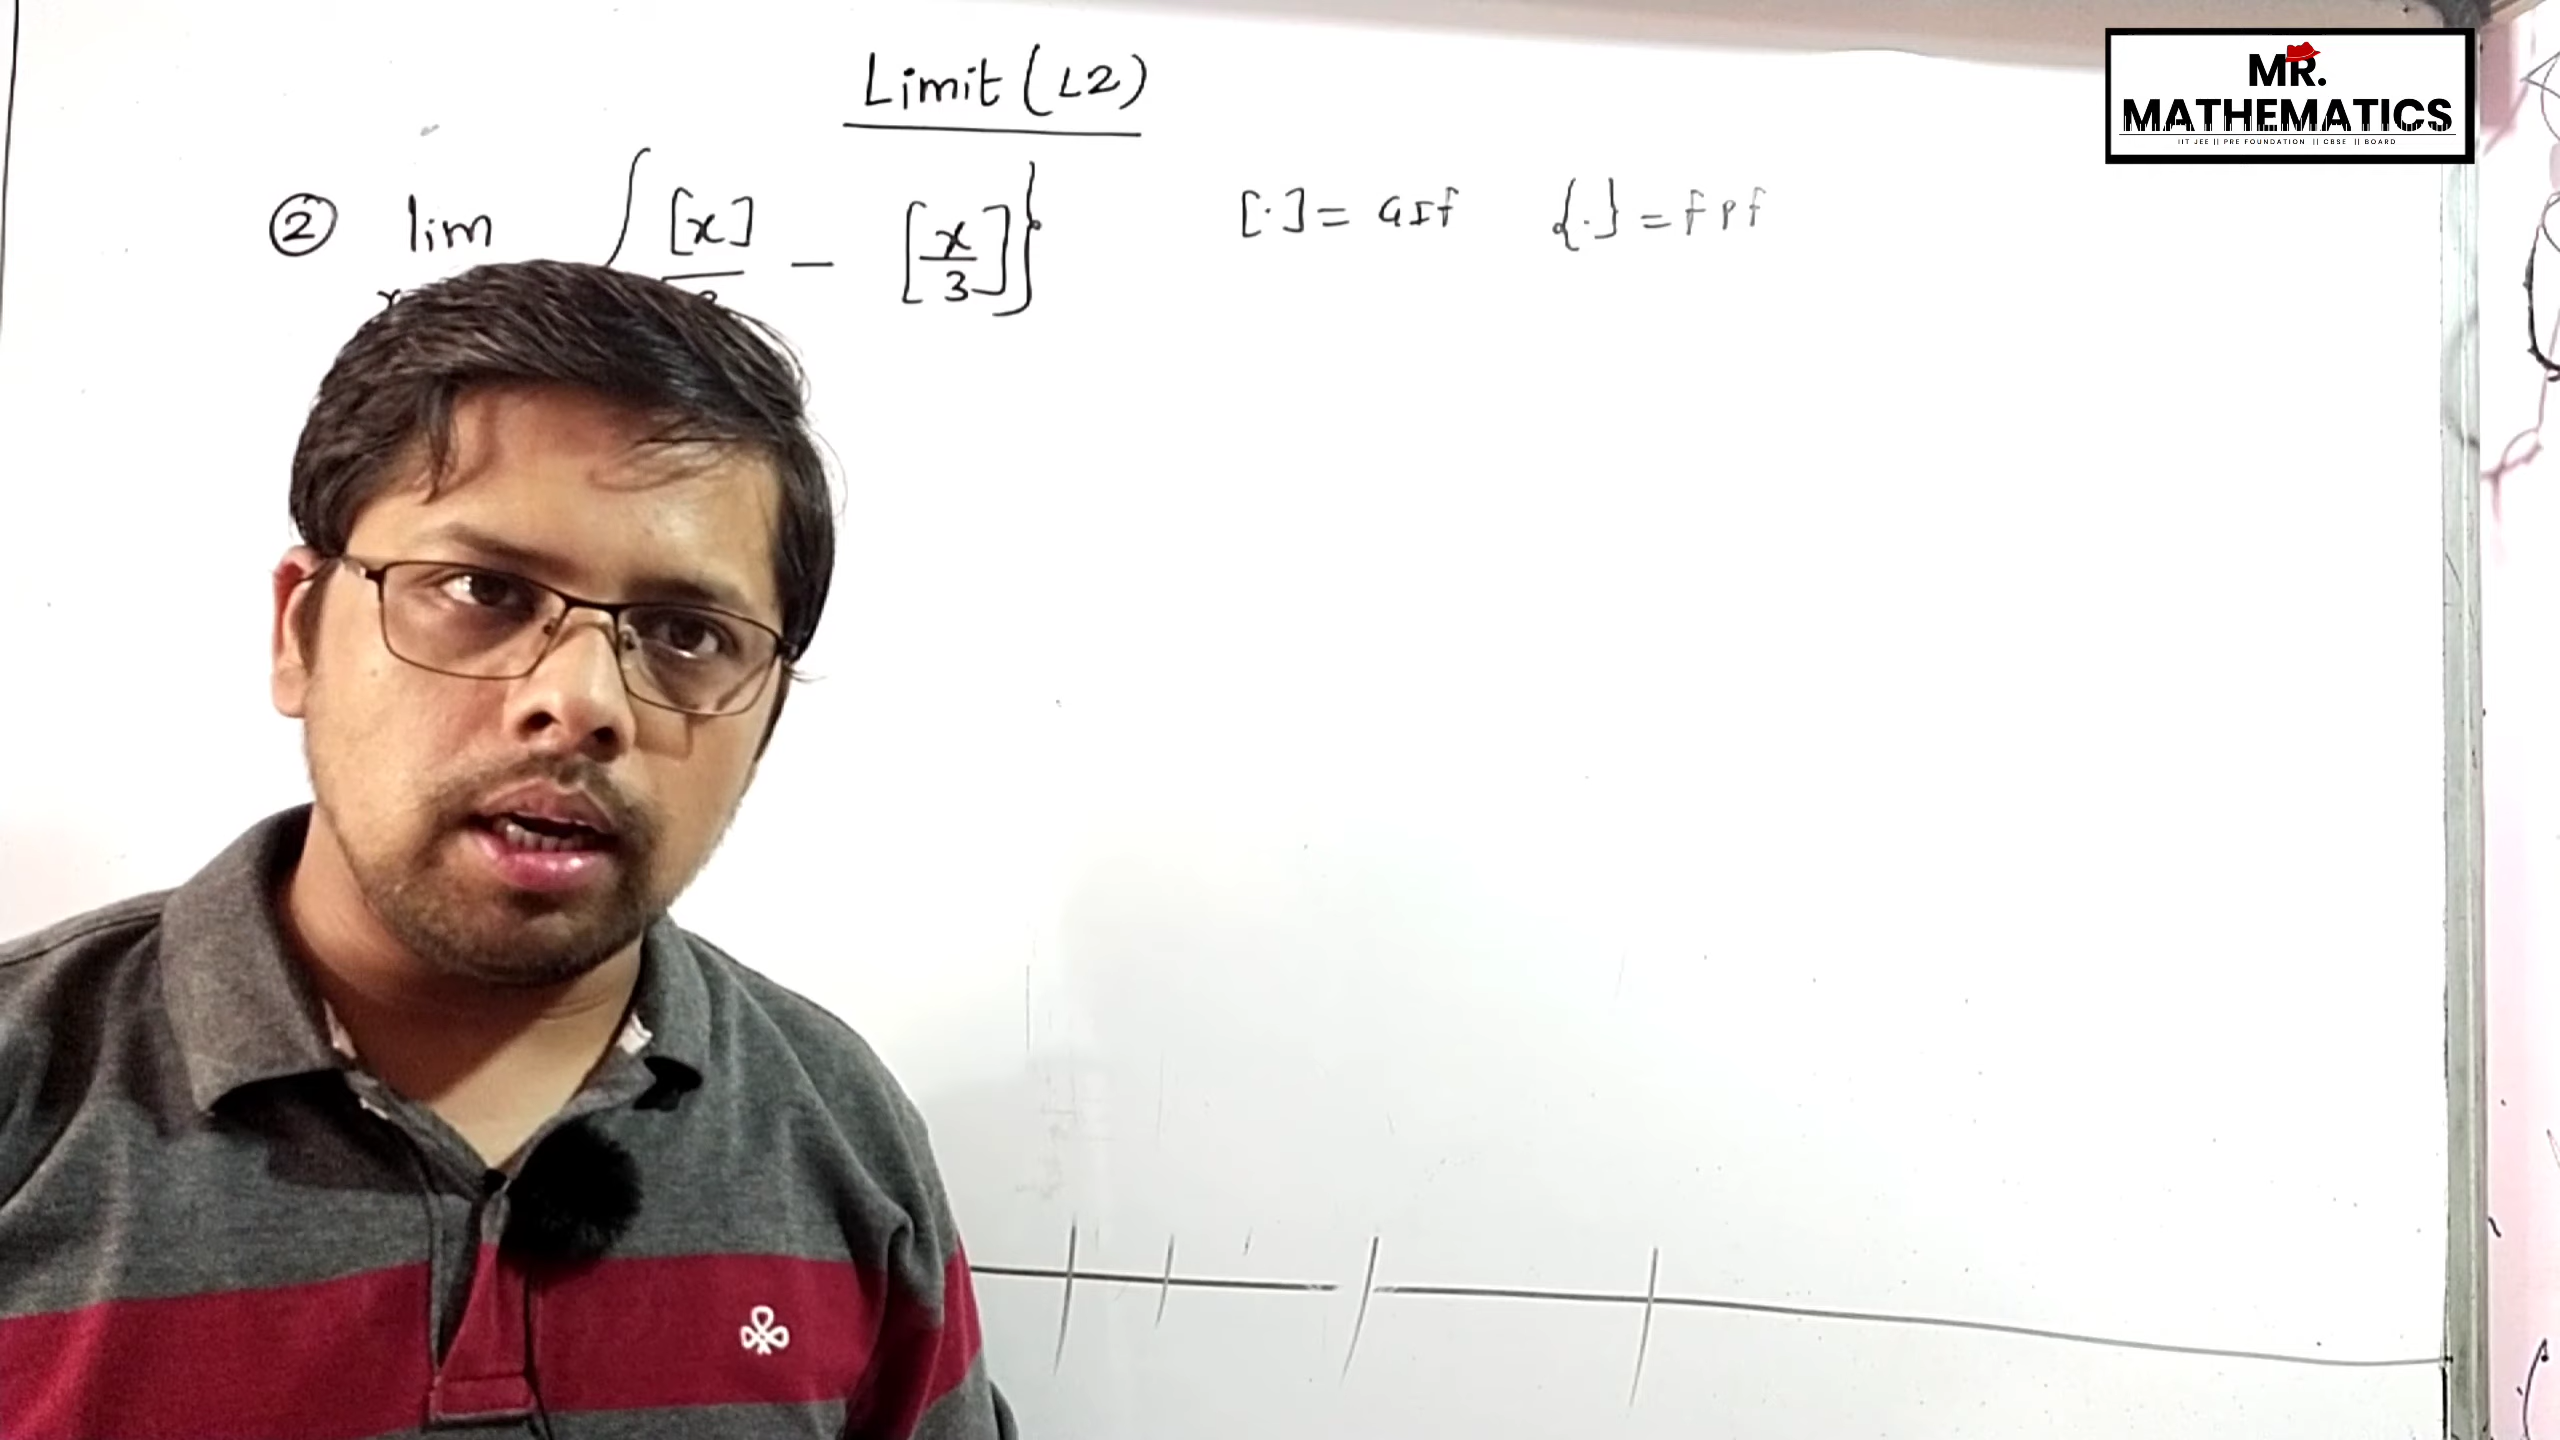 Limit (L2)
② lim { [x] / - [x/3] } [.] = GIf {.} = fPf
x
MR.
MATHEMATICS
IIT JEE || PRE FOUNDATION || CBSE || BOARD